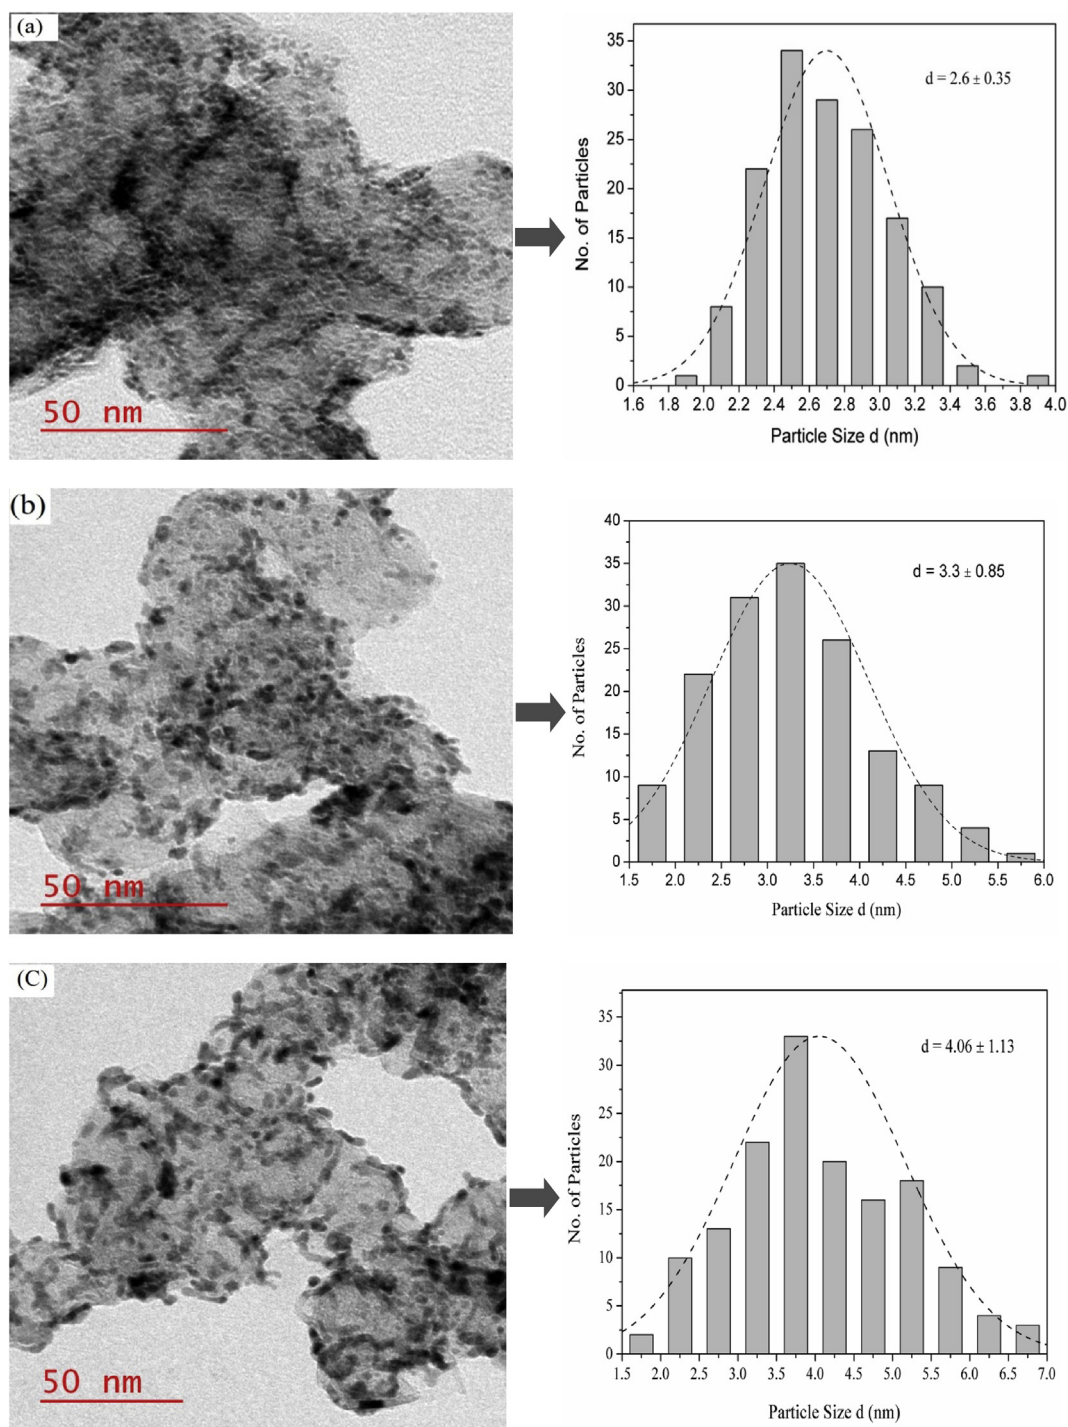 (a)
50 nm
No. of Particles
35
30
25
20
15
10
5
0
d = 2.6 ± 0.35
1.6 1.8 2.0 2.2 2.4 2.6 2.8 3.0 3.2 3.4 3.6 3.8 4.0
Particle Size d (nm)
(b)
50 nm
No. of Particles
40
35
30
25
20
15
10
5
0
d = 3.3 ± 0.85
1.5 2.0 2.5 3.0 3.5 4.0 4.5 5.0 5.5 6.0
Particle Size d (nm)
(C)
50 nm
No. of Particles
35
30
25
20
15
10
5
0
d = 4.06 ± 1.13
1.5 2.0 2.5 3.0 3.5 4.0 4.5 5.0 5.5 6.0 6.5 7.0
Particle Size d (nm)